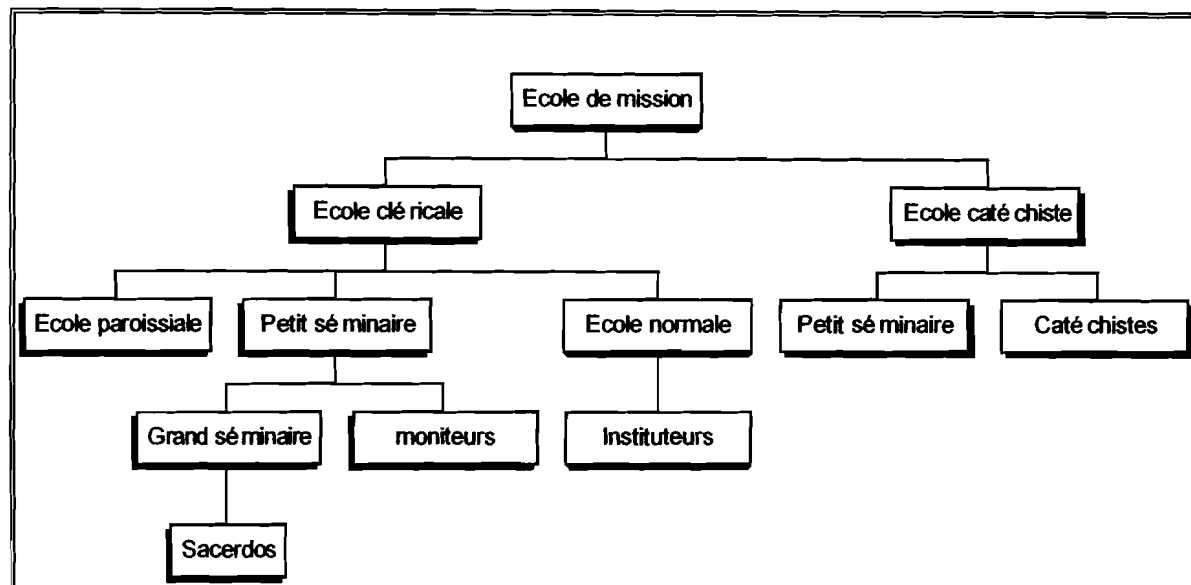 Ecole de mission
Ecole clé ricale
Ecole caté chiste
Ecole paroissiale
Petit sé minaire
Ecole normale
Petit sé minaire
Caté chistes
Grand sé minaire
moniteurs
Instituteurs
Sacerdos